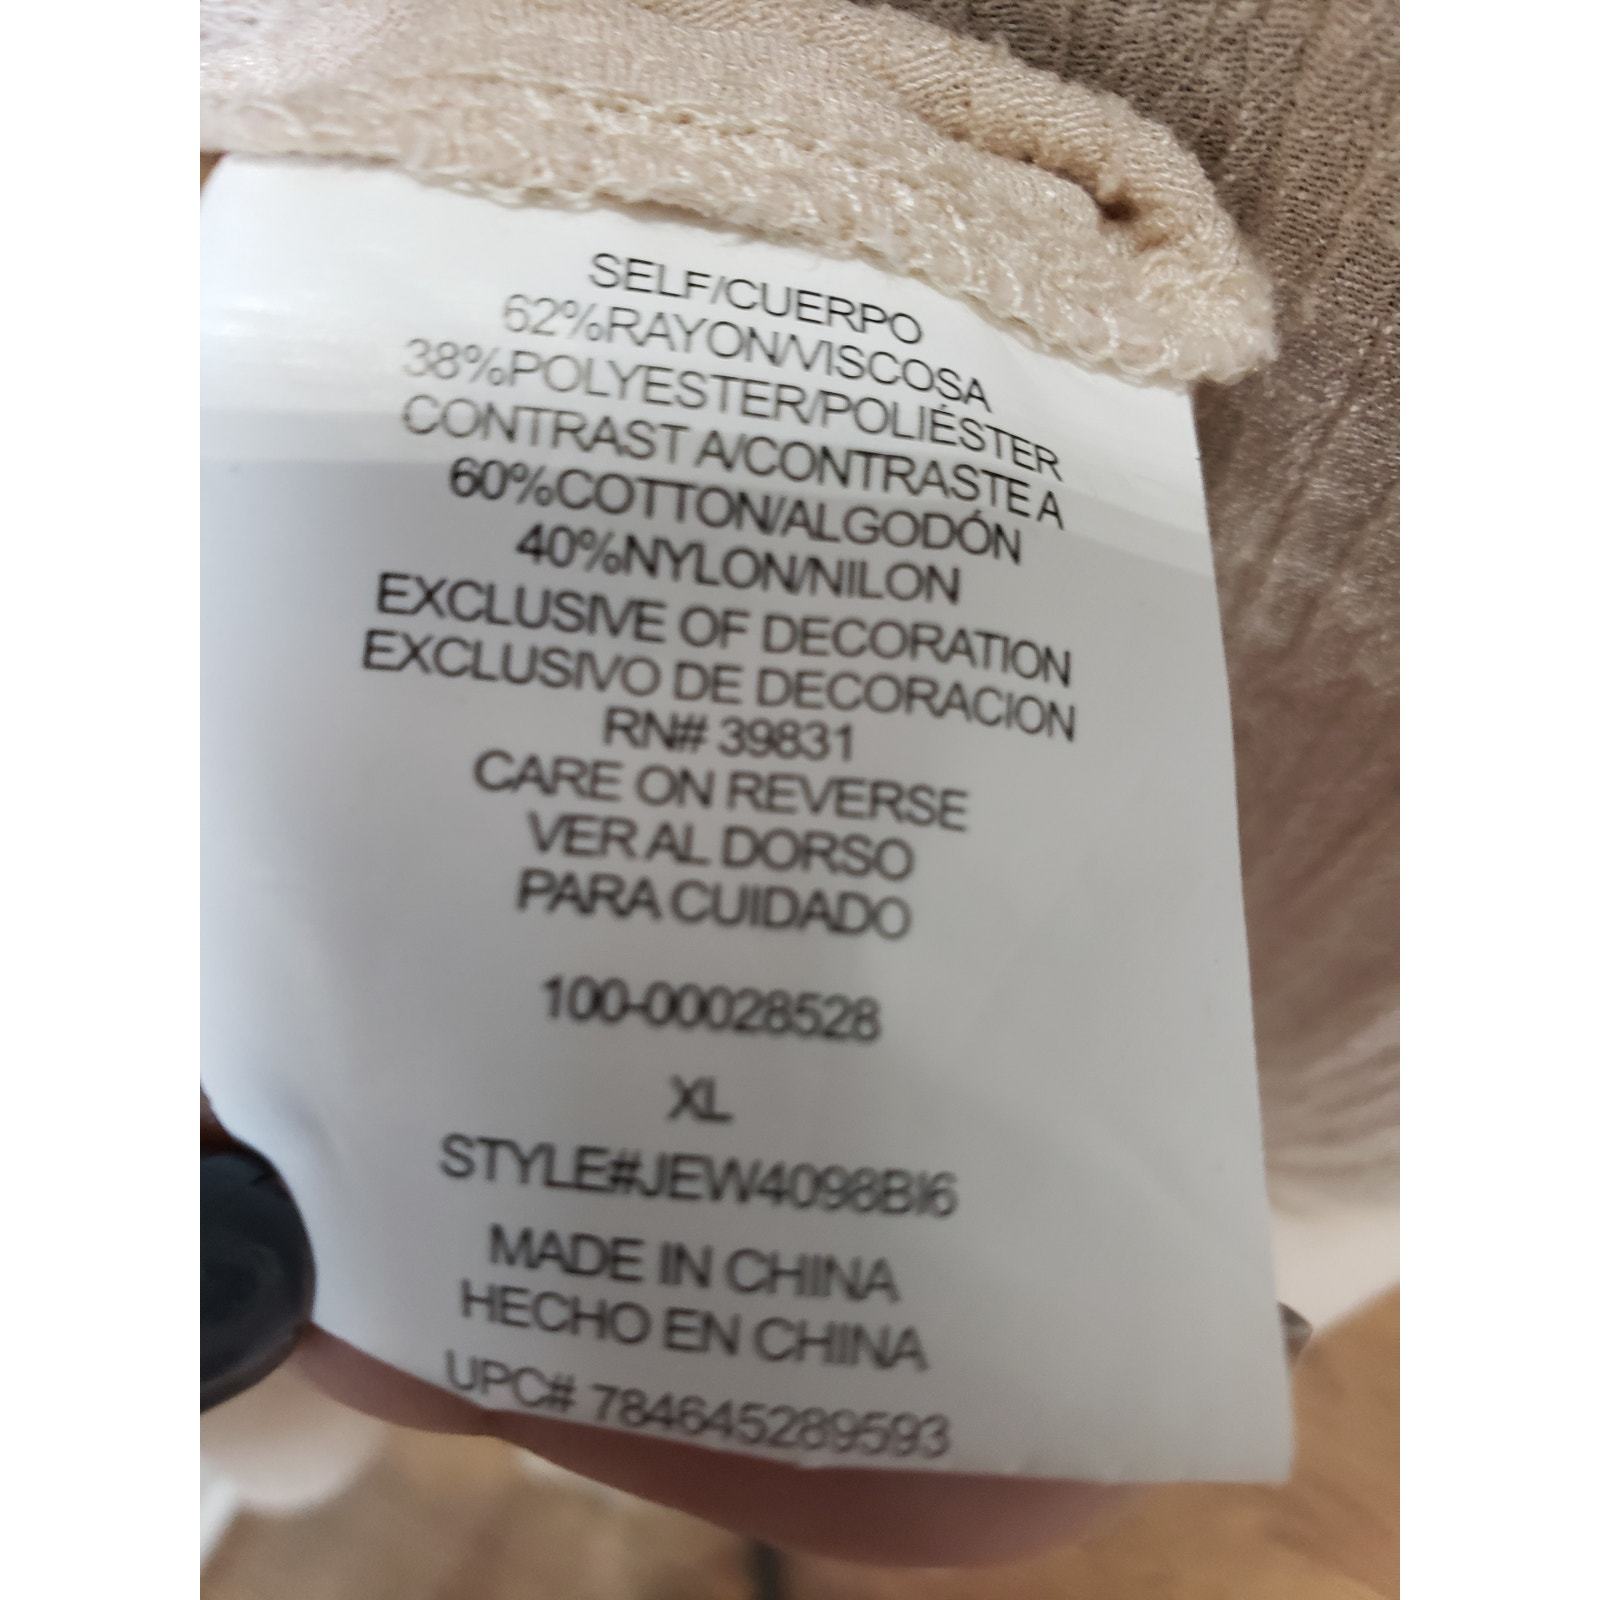 SELF/CUERPO
62%RAYON/VISCOSA
38%POLYESTER/POLIÉSTER
CONTRAST A/CONTRASTE A
60%COTTON/ALGODÓN
40%NYLON/NILON
EXCLUSIVE OF DECORATION
EXCLUSIVO DE DECORACION
RN# 39831
CARE ON REVERSE
VER AL DORSO
PARA CUIDADO
100-00028528
XL
STYLE#JEW4098BI6
MADE IN CHINA
HECHO EN CHINA
UPC# 784645289593